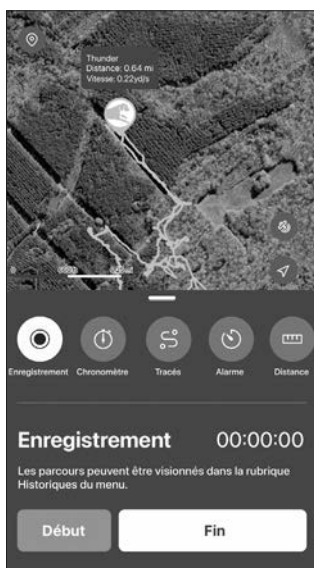 Thunder
Distance: 0.64 mi
Vitesse: 0.22yd/s
0
Enregistrement
Chronomètre
Tracés
Alarme
Distance
Enregistrement
00:00:00
Les parcours peuvent être visionnés dans la rubrique
Historiques du menu.
Début
Fin